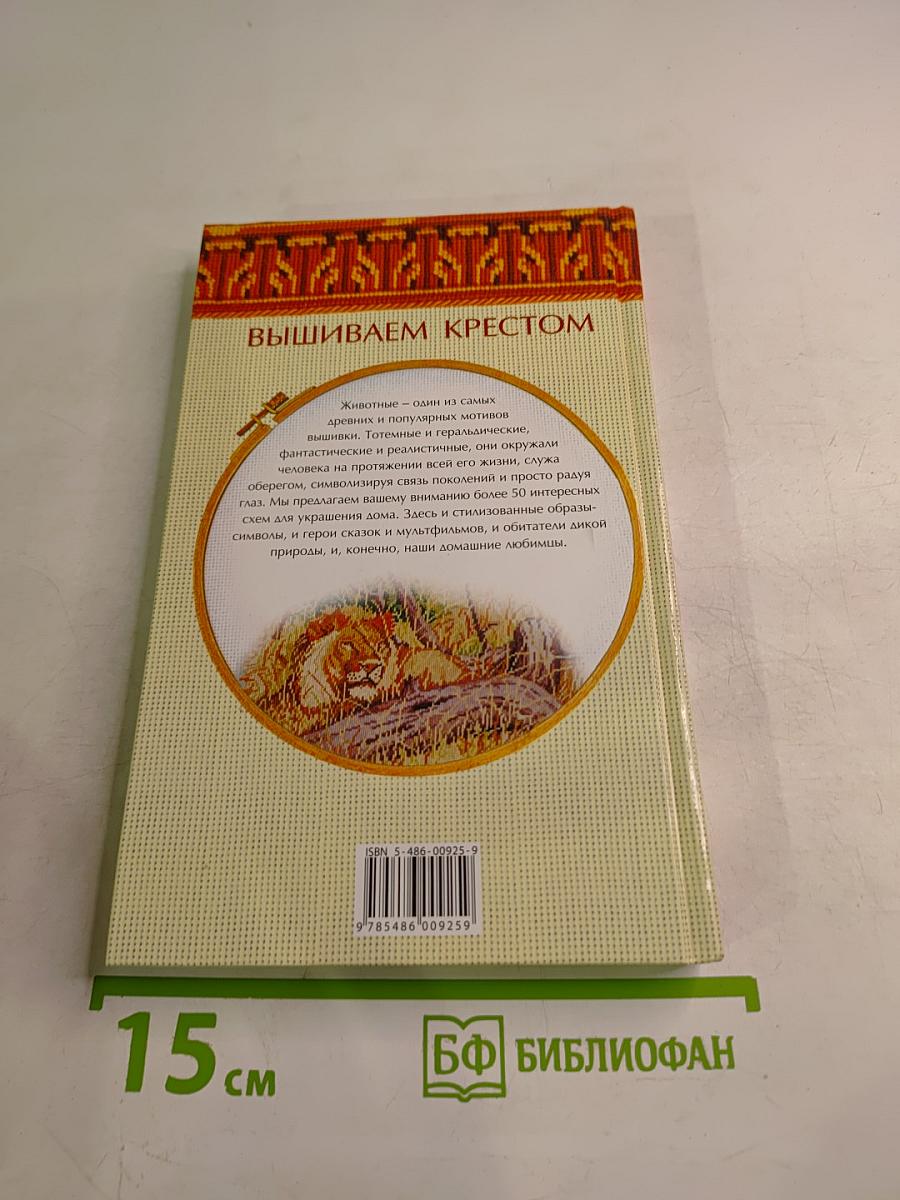 ВЫШИВАЕМ КРЕСТОМ
Животные – один из самых
древних и популярных мотивов
вышивки. Тотемные и геральдические,
фантастические и реалистичные, они окружали
человека на протяжении всей его жизни, служа
оберегом, символизируя связь поколений и просто радуя
глаз. Мы предлагаем вашему вниманию более 50 интересных
схем для украшения дома. Здесь и стилизованные образы-
символы, и герои сказок и мультфильмов, и обитатели дикой
природы, и, конечно, наши домашние любимцы.
ISBN 5-486-00925-9
9 785486 009259
15 см
БФ БИБЛИОФАН